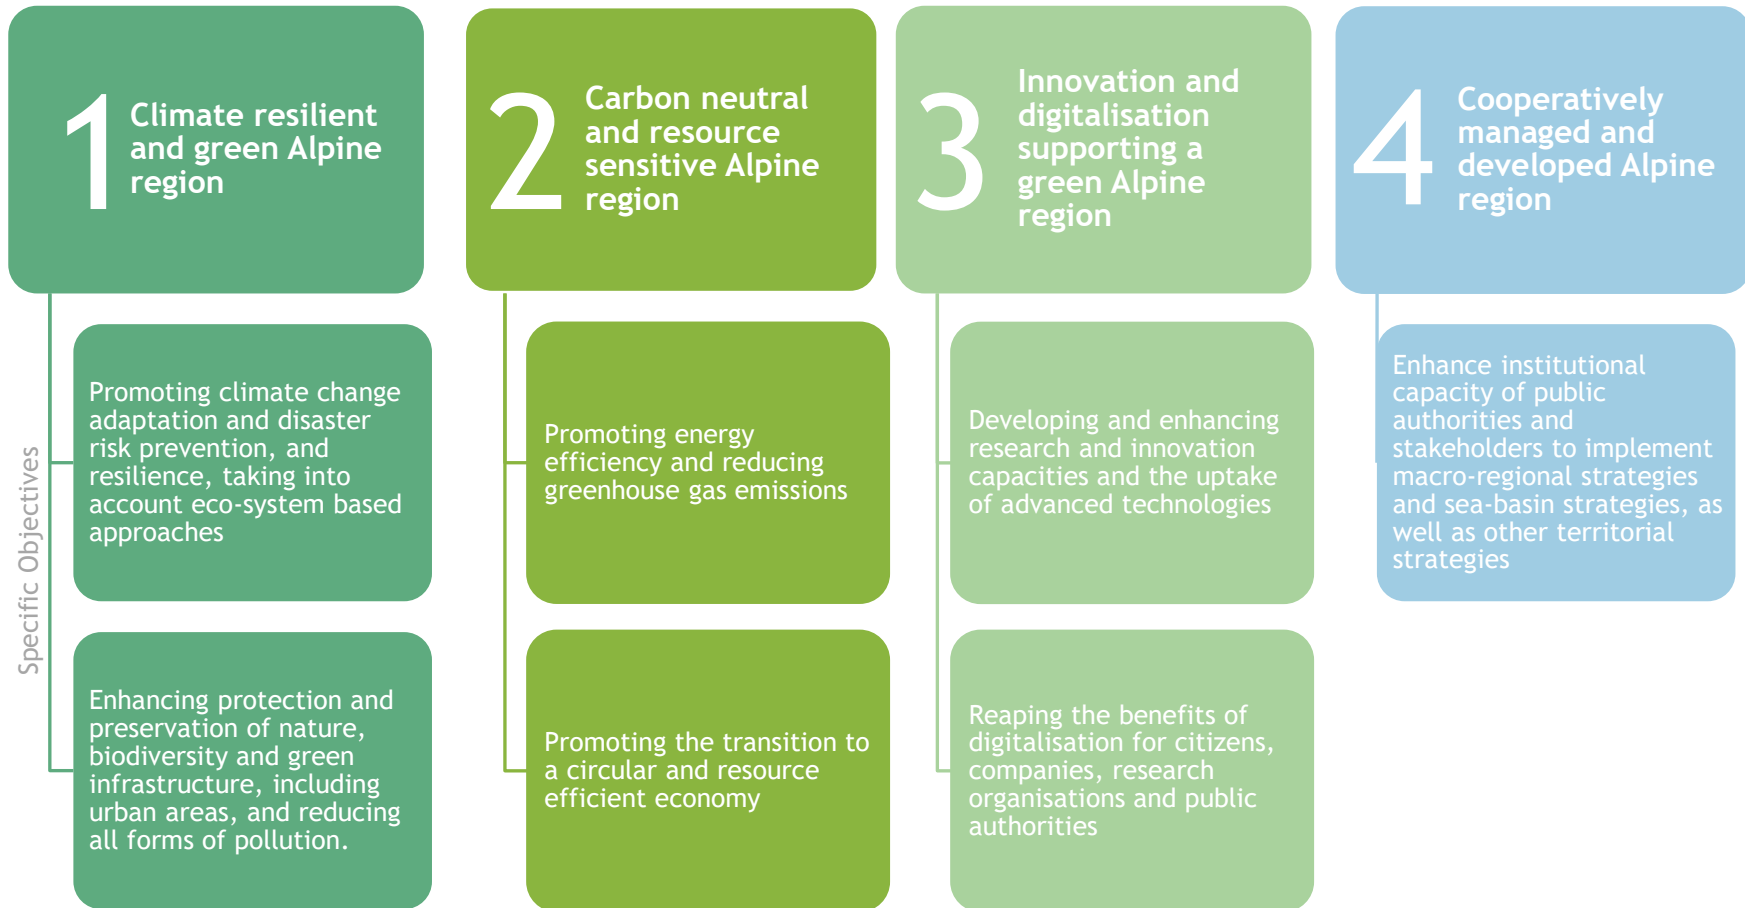 1
Climate resilient
and green Alpine
region
2
Carbon neutral
and resource
sensitive Alpine
region
3
Innovation and
digitalisation
supporting a
green Alpine
region
4
Cooperatively
managed and
developed Alpine
region
Specific Objectives
Promoting climate change
adaptation and disaster
risk prevention, and
resilience, taking into
account eco-system based
approaches
Promoting energy
efficiency and reducing
greenhouse gas emissions
Developing and enhancing
research and innovation
capacities and the uptake
of advanced technologies
Enhance institutional
capacity of public
authorities and
stakeholders to implement
macro-regional strategies
and sea-basin strategies, as
well as other territorial
strategies
Enhancing protection and
preservation of nature,
biodiversity and green
infrastructure, including
urban areas, and reducing
all forms of pollution.
Promoting the transition to
a circular and resource
efficient economy
Reaping the benefits of
digitalisation for citizens,
companies, research
organisations and public
authorities